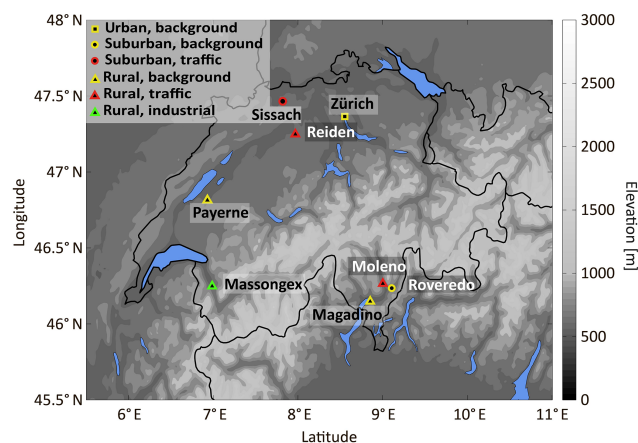 48° N
47.5° N
47° N
46.5° N
46° N
45.5° N
Longitude
Urban, background
Suburban, background
Suburban, traffic
Rural, background
Rural, traffic
Rural, industrial
Zürich
Sissach
Reiden
Payerne
Moleno
Massongex
Roveredo
Magadino
6° E
7° E
8° E
9° E
10° E
11° E
Latitude
3000
2500
2000
1500
1000
500
0
Elevation [m]